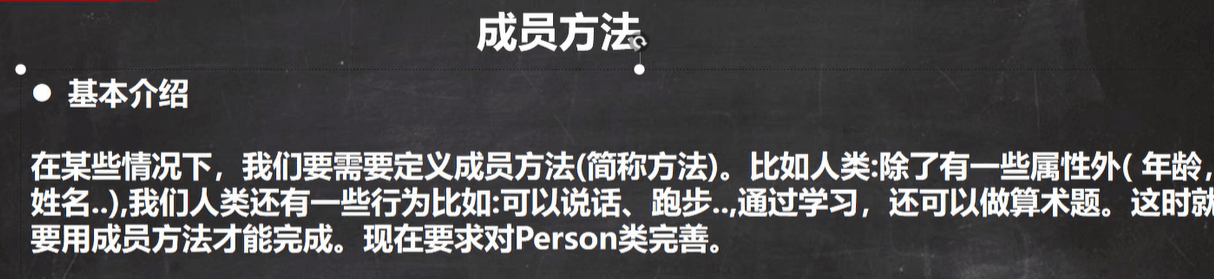 成员方法
● 基本介绍
在某些情况下，我们要需要定义成员方法(简称方法)。比如人类:除了有一些属性外( 年龄，
姓名..),我们人类还有一些行为比如:可以说话、跑步..,通过学习，还可以做算术题。这时就
要用成员方法才能完成。现在要求对Person类完善。